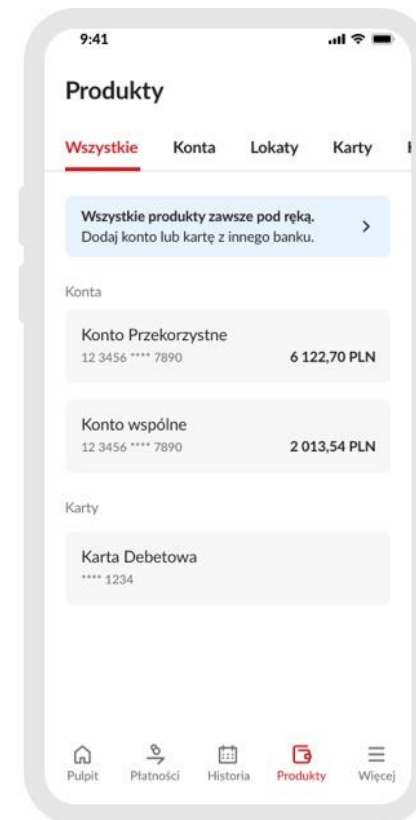 9:41
Produkty
Wszystkie Konta Lokaty Karty
Wszystkie produkty zawsze pod ręką.
Dodaj konto lub kartę z innego banku.
Konta
Konto Przekorzystne
12 3456 **** 7890 6 122,70 PLN
Konto wspólne
12 3456 **** 7890 2 013,54 PLN
Karty
Karta Debetowa
**** 1234
Pulpit Płatności Historia Produkty Więcej